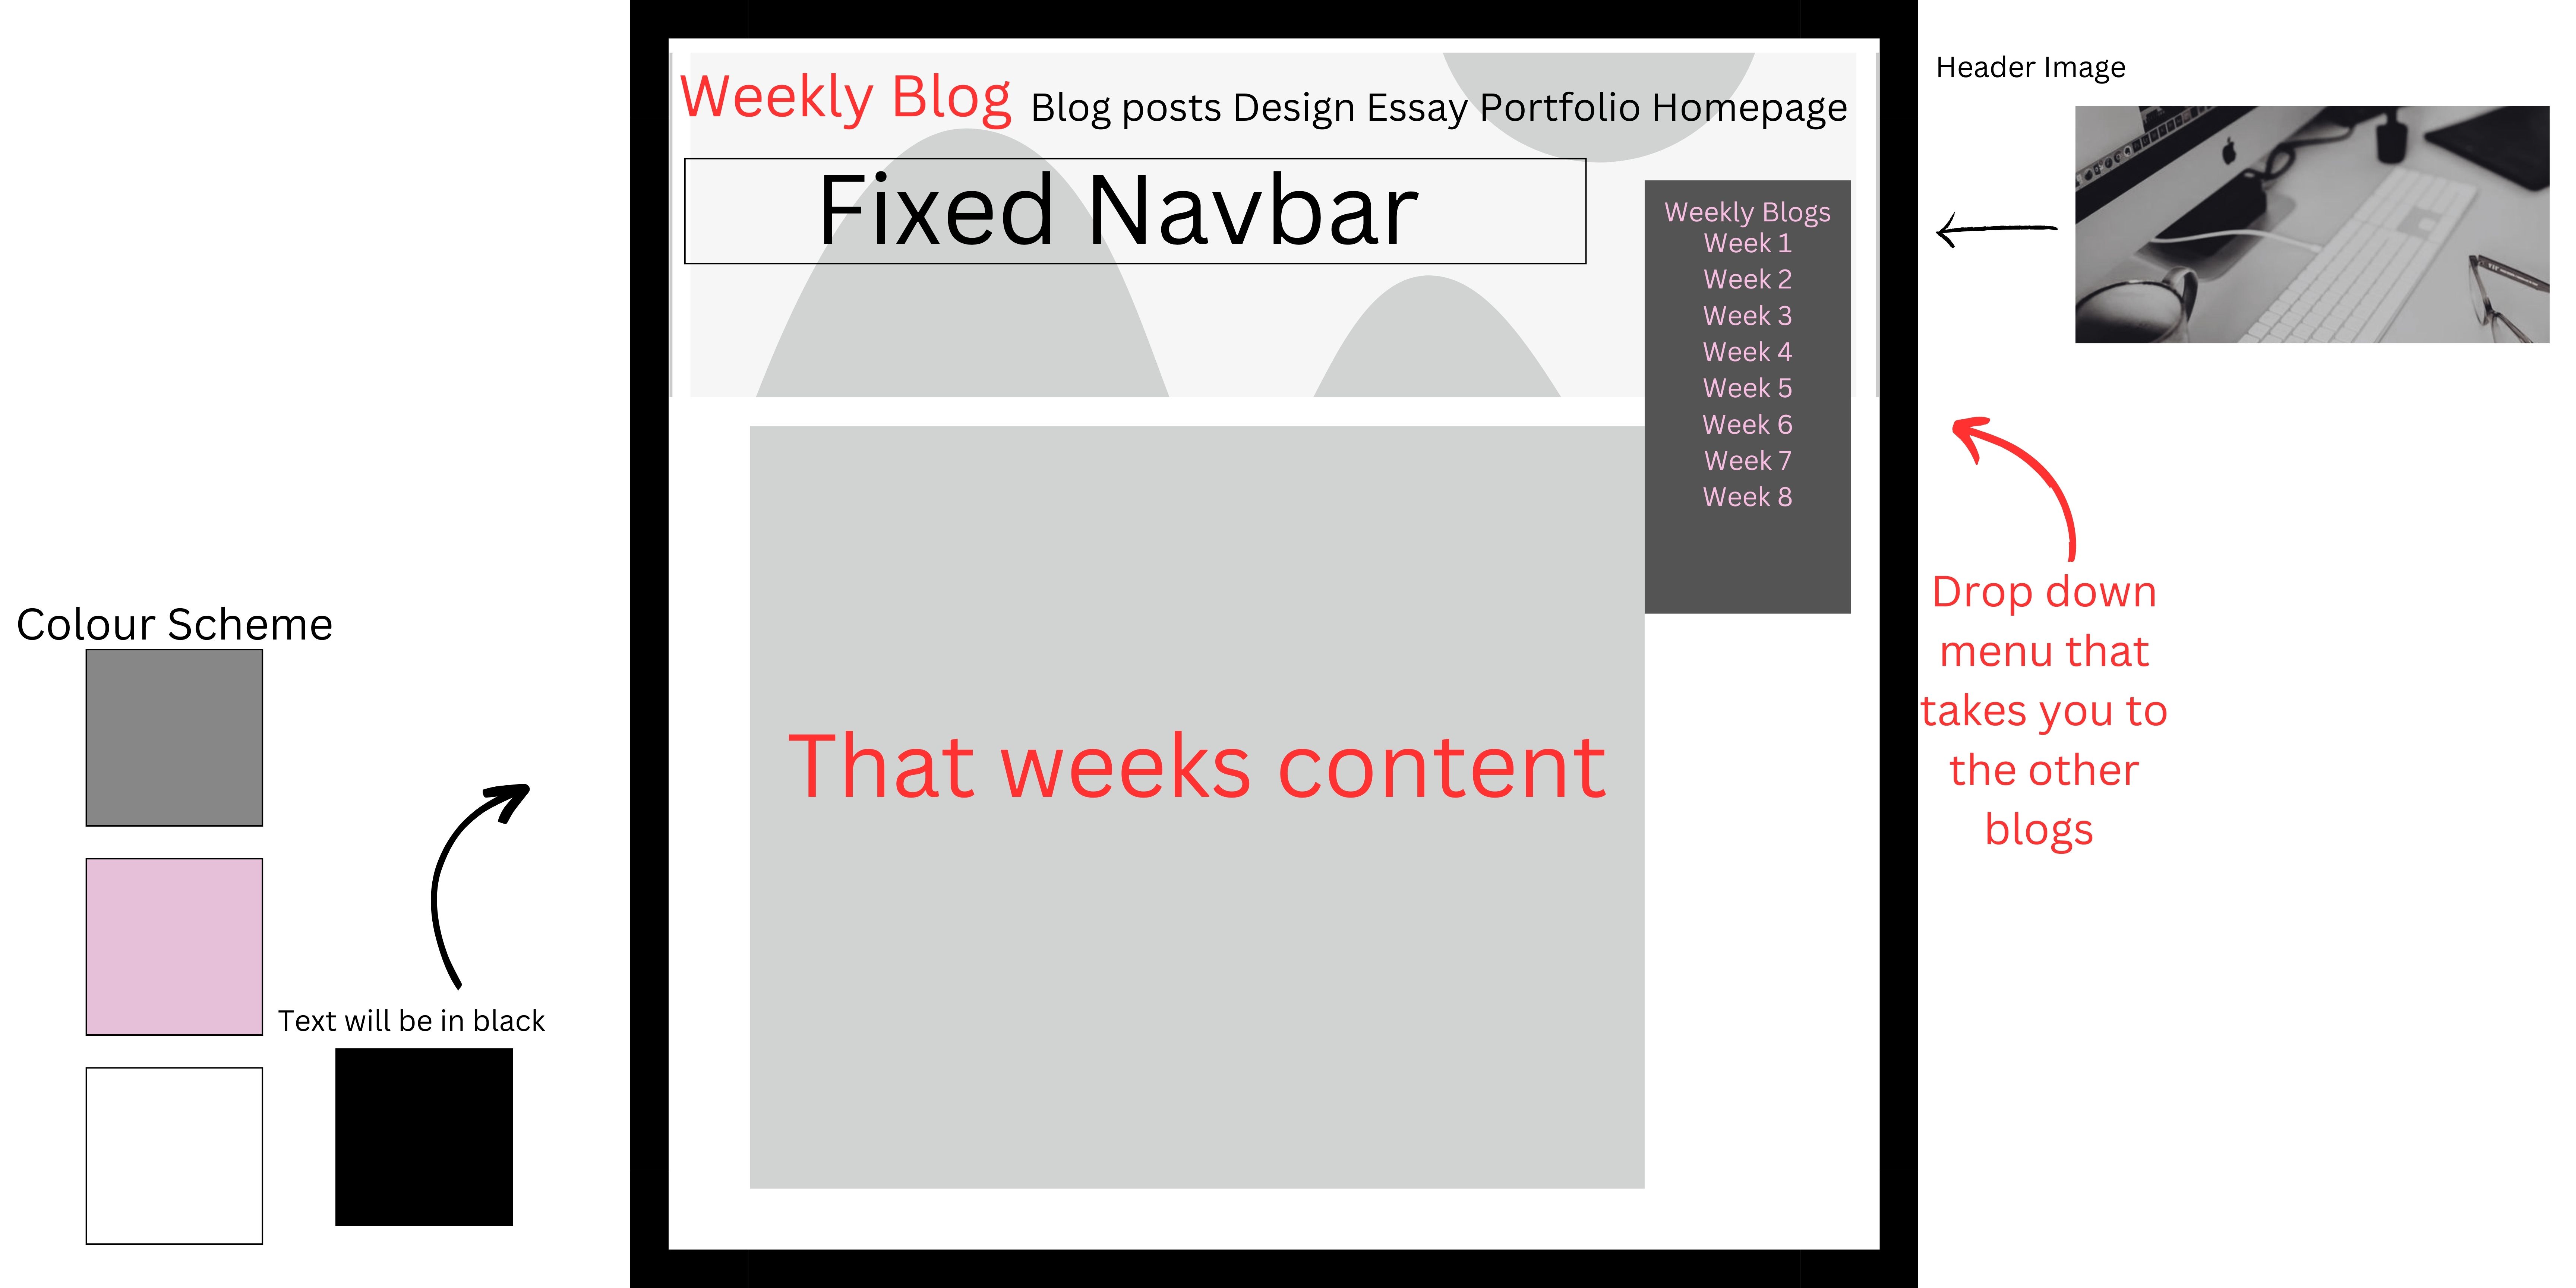 Weekly Blog
Blog posts Design Essay Portfolio Homepage
Fixed Navbar
Weekly Blogs
Week 1
Week 2
Week 3
Week 4
Week 5
Week 6
Week 7
Week 8
That weeks content
Header Image
Drop down
menu that
takes you to
the other
blogs
Colour Scheme
Text will be in black